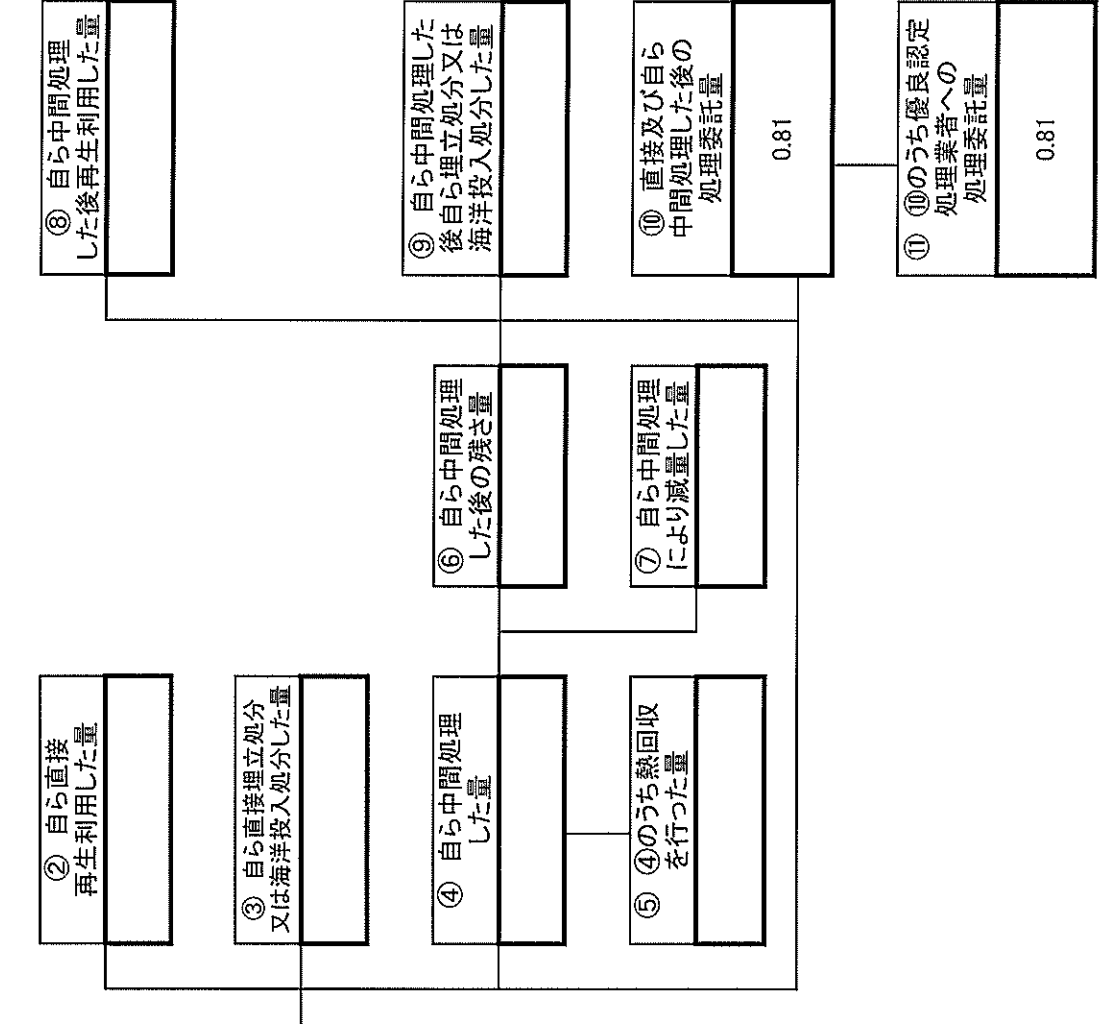 ② 自ら直接
再生利用した量
③ 自ら直接埋立処分
又は海洋投入処分した量
④ 自ら中間処理
した量
⑤ ④のうち熱回収
を行った量
⑥ 自ら中間処理
した後の残さ量
⑦ 自ら中間処理
により減量した量
⑧ 自ら中間処理
した後再生利用した量
⑨ 自ら中間処理した
後自ら埋立処分又は
海洋投入処分した量
⑩ 直接及び自ら
中間処理した後の
処理委託量
0.81
⑪ ⑩のうち優良認定
処理業者への
処理委託量
0.81